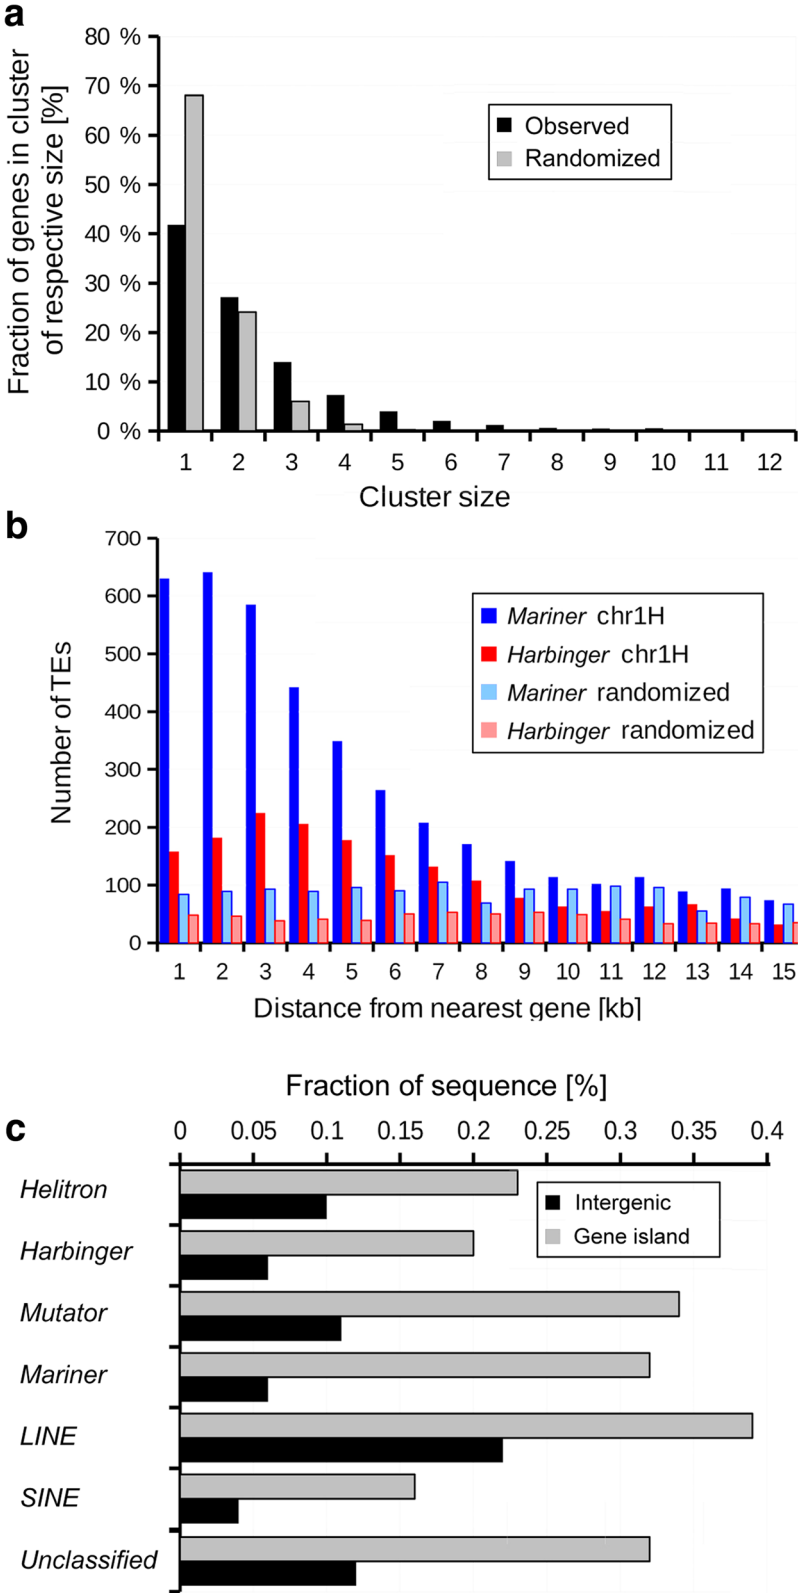 a
Fraction of genes in cluster
of respective size [%]
80 %
70 %
60 %
50 %
40 %
30 %
20 %
10 %
0 %
Observed
Randomized
1 2 3 4 5 6 7 8 9 10 11 12
Cluster size
b
Number of TEs
700
600
500
400
300
200
100
0
Mariner chr1H
Harbinger chr1H
Mariner randomized
Harbinger randomized
1 2 3 4 5 6 7 8 9 10 11 12 13 14 15
Distance from nearest gene [kb]
Fraction of sequence [%]
c
0 0.05 0.1 0.15 0.2 0.25 0.3 0.35 0.4
Intergenic
Gene island
Helitron
Harbinger
Mutator
Mariner
LINE
SINE
Unclassified